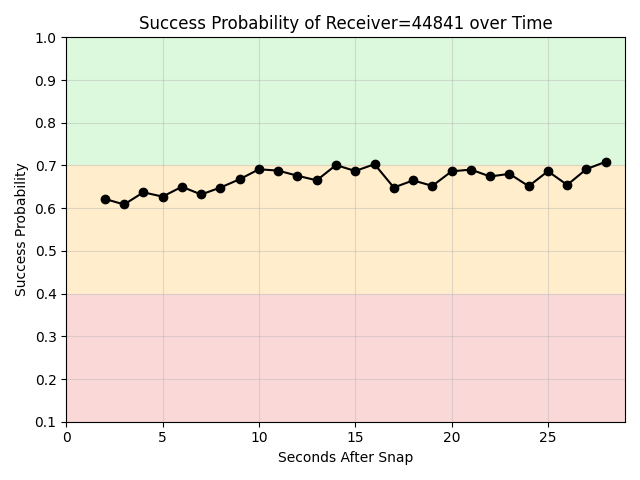 Success Probability of Receiver=44841 over Time
1.0
0.9
0.8
0.7
0.6
0.5
0.4
0.3
0.2
0.1
Success Probability
0 5 10 15 20 25
Seconds After Snap